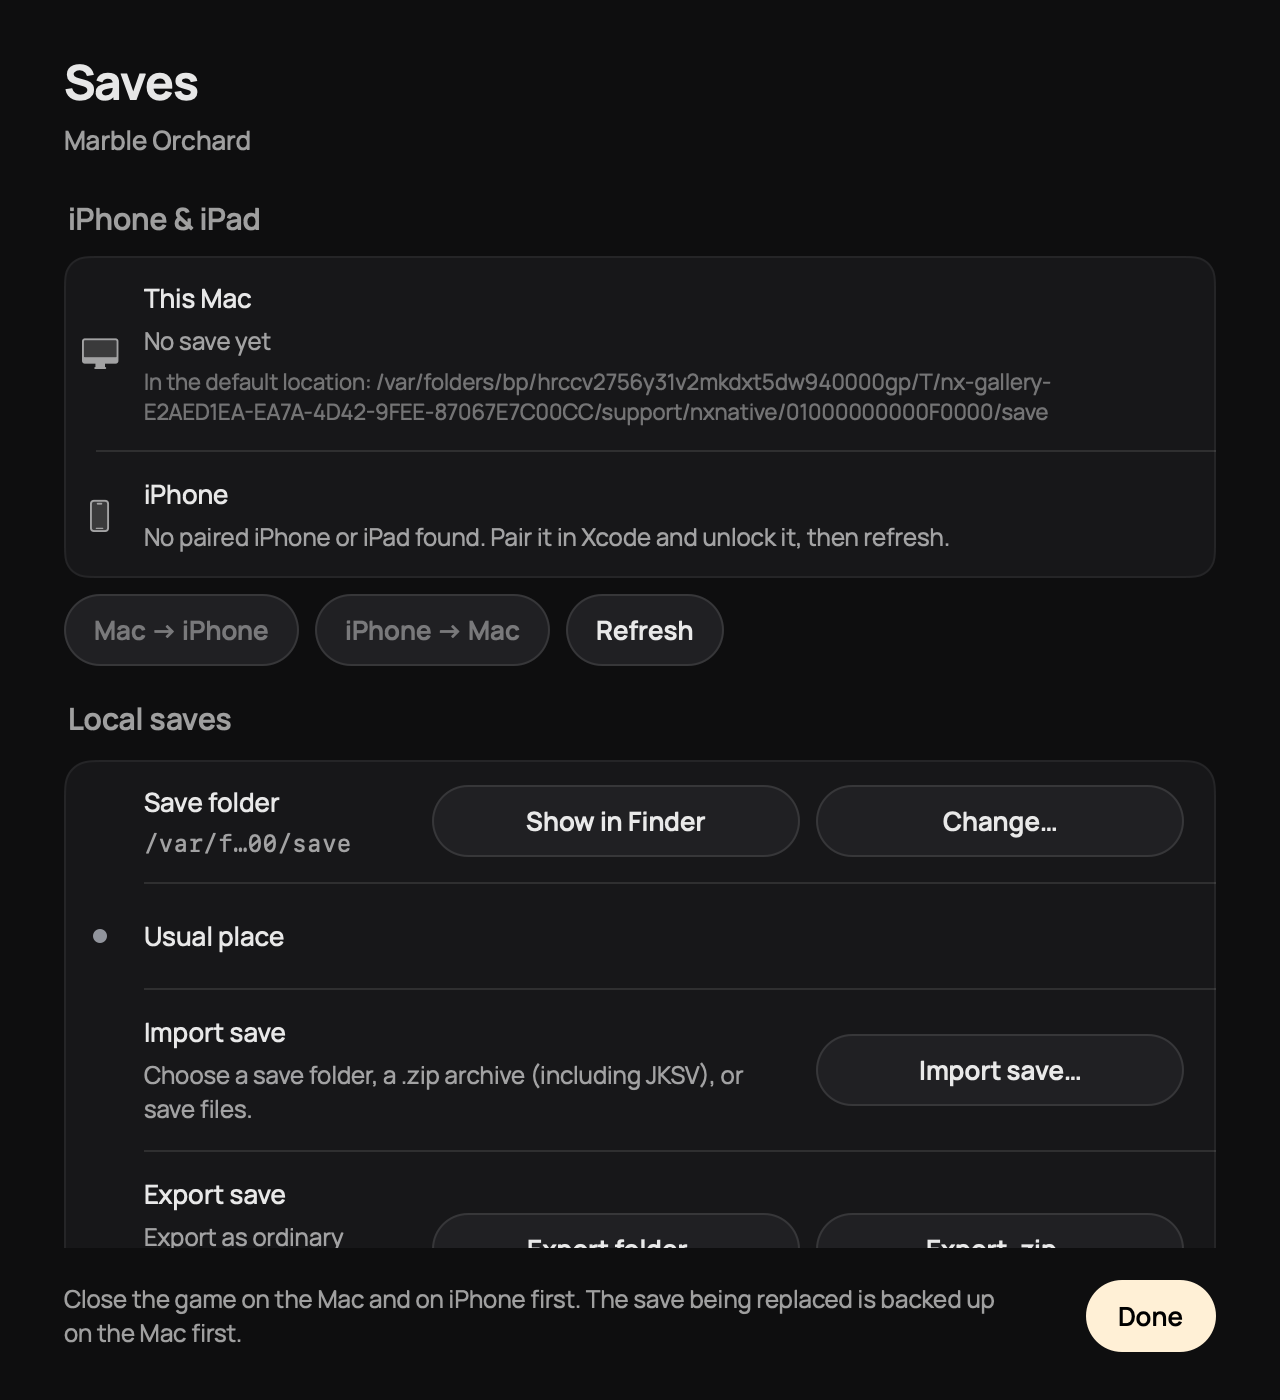 Saves
Marble Orchard
iPhone & iPad
This Mac
No save yet
In the default location: /var/folders/bp/hrccv2756y31v2mkdxt5dw940000gp/T/nx-gallery-
E2AED1EA-EA7A-4D42-9FEE-87067E7C00CC/support/nxnative/01000000000F0000/save
iPhone
No paired iPhone or iPad found. Pair it in Xcode and unlock it, then refresh.
Mac → iPhone
iPhone → Mac
Refresh
Local saves
Save folder
/var/f…00/save
Show in Finder
Change…
Usual place
Import save
Choose a save folder, a .zip archive (including JKSV), or
save files.
Import save…
Export save
Export as ordinary
Export folder
Export .zip
Close the game on the Mac and on iPhone first. The save being replaced is backed up
on the Mac first.
Done